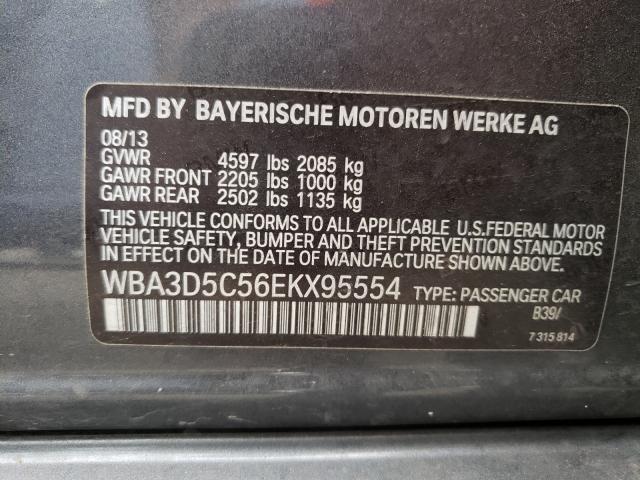 MFD BY BAYERISCHE MOTOREN WERKE AG
08/13
GVWR 4597 lbs 2085 kg
GAWR FRONT 2205 lbs 1000 kg
GAWR REAR 2502 lbs 1135 kg
THIS VEHICLE CONFORMS TO ALL APPLICABLE U.S.FEDERAL MOTOR
VEHICLE SAFETY, BUMPER AND THEFT PREVENTION STANDARDS
IN EFFECT ON THE DATE OF MANUFACTURE SHOWN ABOVE.
WBA3D5C56EKX95554 TYPE: PASSENGER CAR
B39/
7 315 814